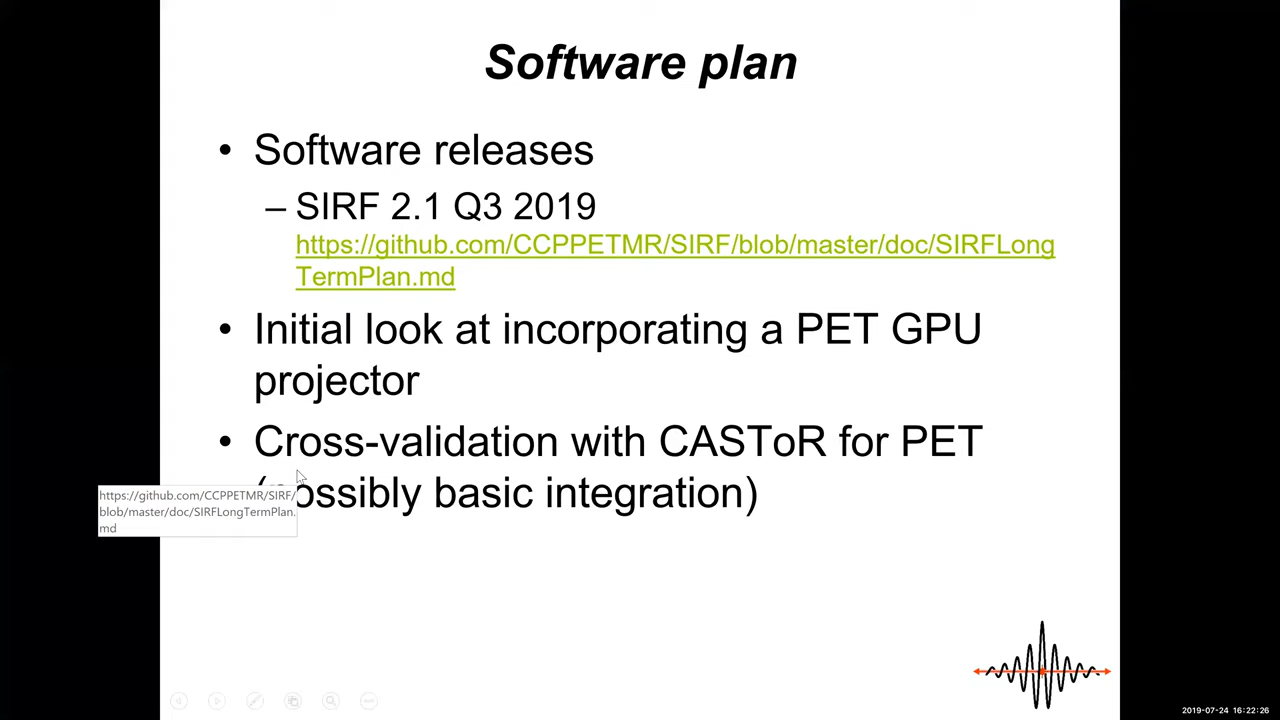 Software plan
• Software releases
– SIRF 2.1 Q3 2019
https://github.com/CCPPETMR/SIRF/blob/master/doc/SIRFLong
TermPlan.md
• Initial look at incorporating a PET GPU
projector
• Cross-validation with CASToR for PET
ossibly basic integration)
https://github.com/CCPPETMR/SIRF/
blob/master/doc/SIRFLongTermPlan.
md
2019-07-24 16:22:26